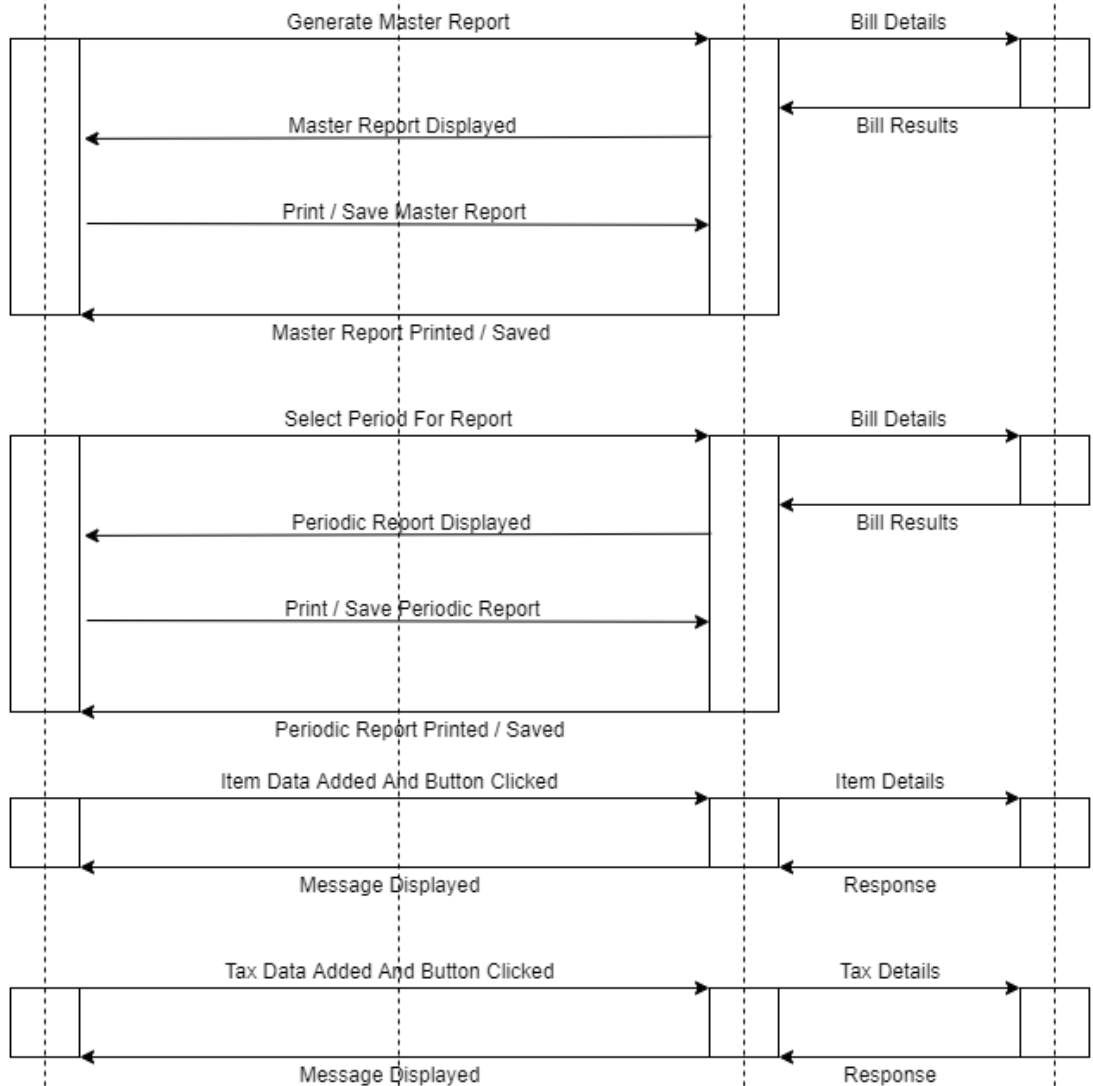 Generate Master Report
Bill Details
Master Report Displayed
Bill Results
Print / Save Master Report
Master Report Printed / Saved
Select Period For Report
Bill Details
Periodic Report Displayed
Bill Results
Print / Save Periodic Report
Periodic Report Printed / Saved
Item Data Added And Button Clicked
Item Details
Message Displayed
Response
Tax Data Added And Button Clicked
Tax Details
Message Displayed
Response